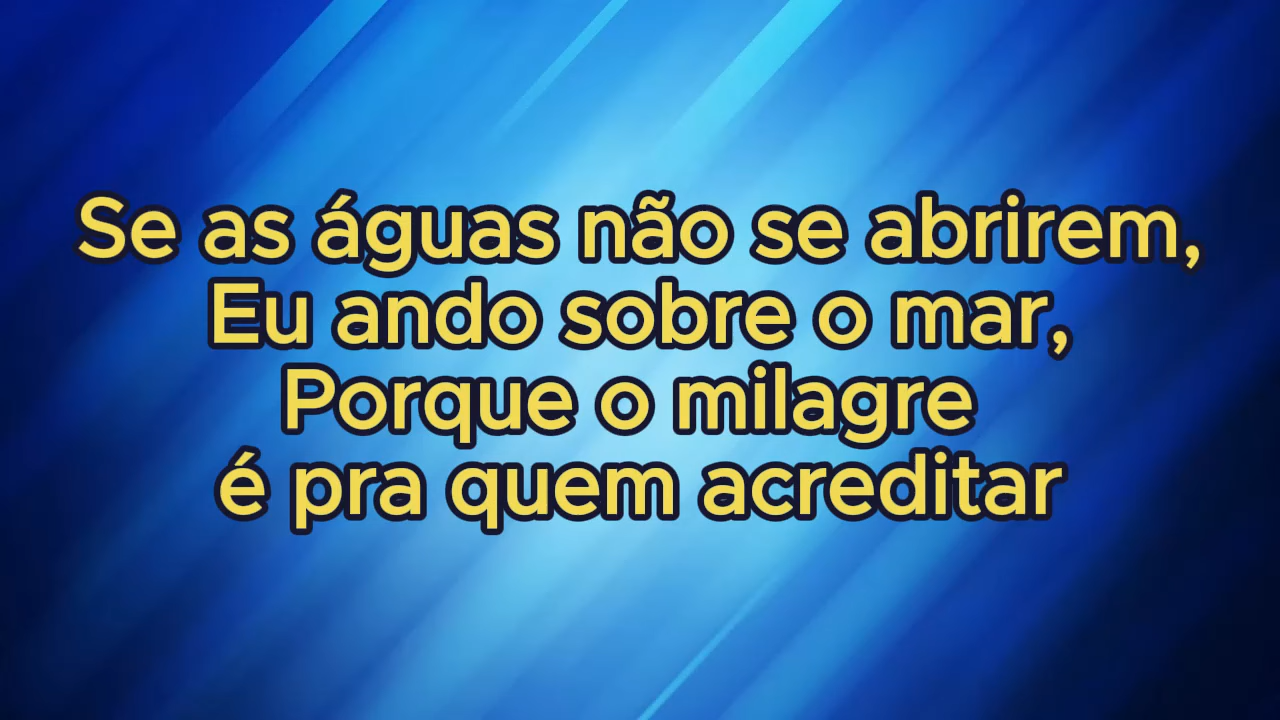 Se as águas não se abrirem,
Eu ando sobre o mar,
Porque o milagre
é pra quem acreditar